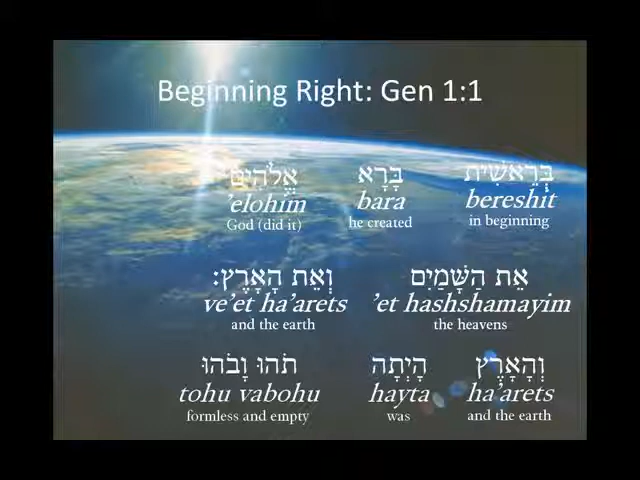 Beginning Right: Gen 1:1
בְּרֵאשִׁית בָּרָא אֱלֹהִים
bereshit bara 'elohim
in beginning he created God (did it)
אֵת הַשָּׁמַיִם וְאֵת הָאָרֶץ׃
'et hashshamayim ve'et ha'arets
the heavens and the earth
וְהָאָרֶץ הָיְתָה תֹהוּ וָבֹהוּ
ha'arets hayta tohu vabohu
and the earth was formless and empty